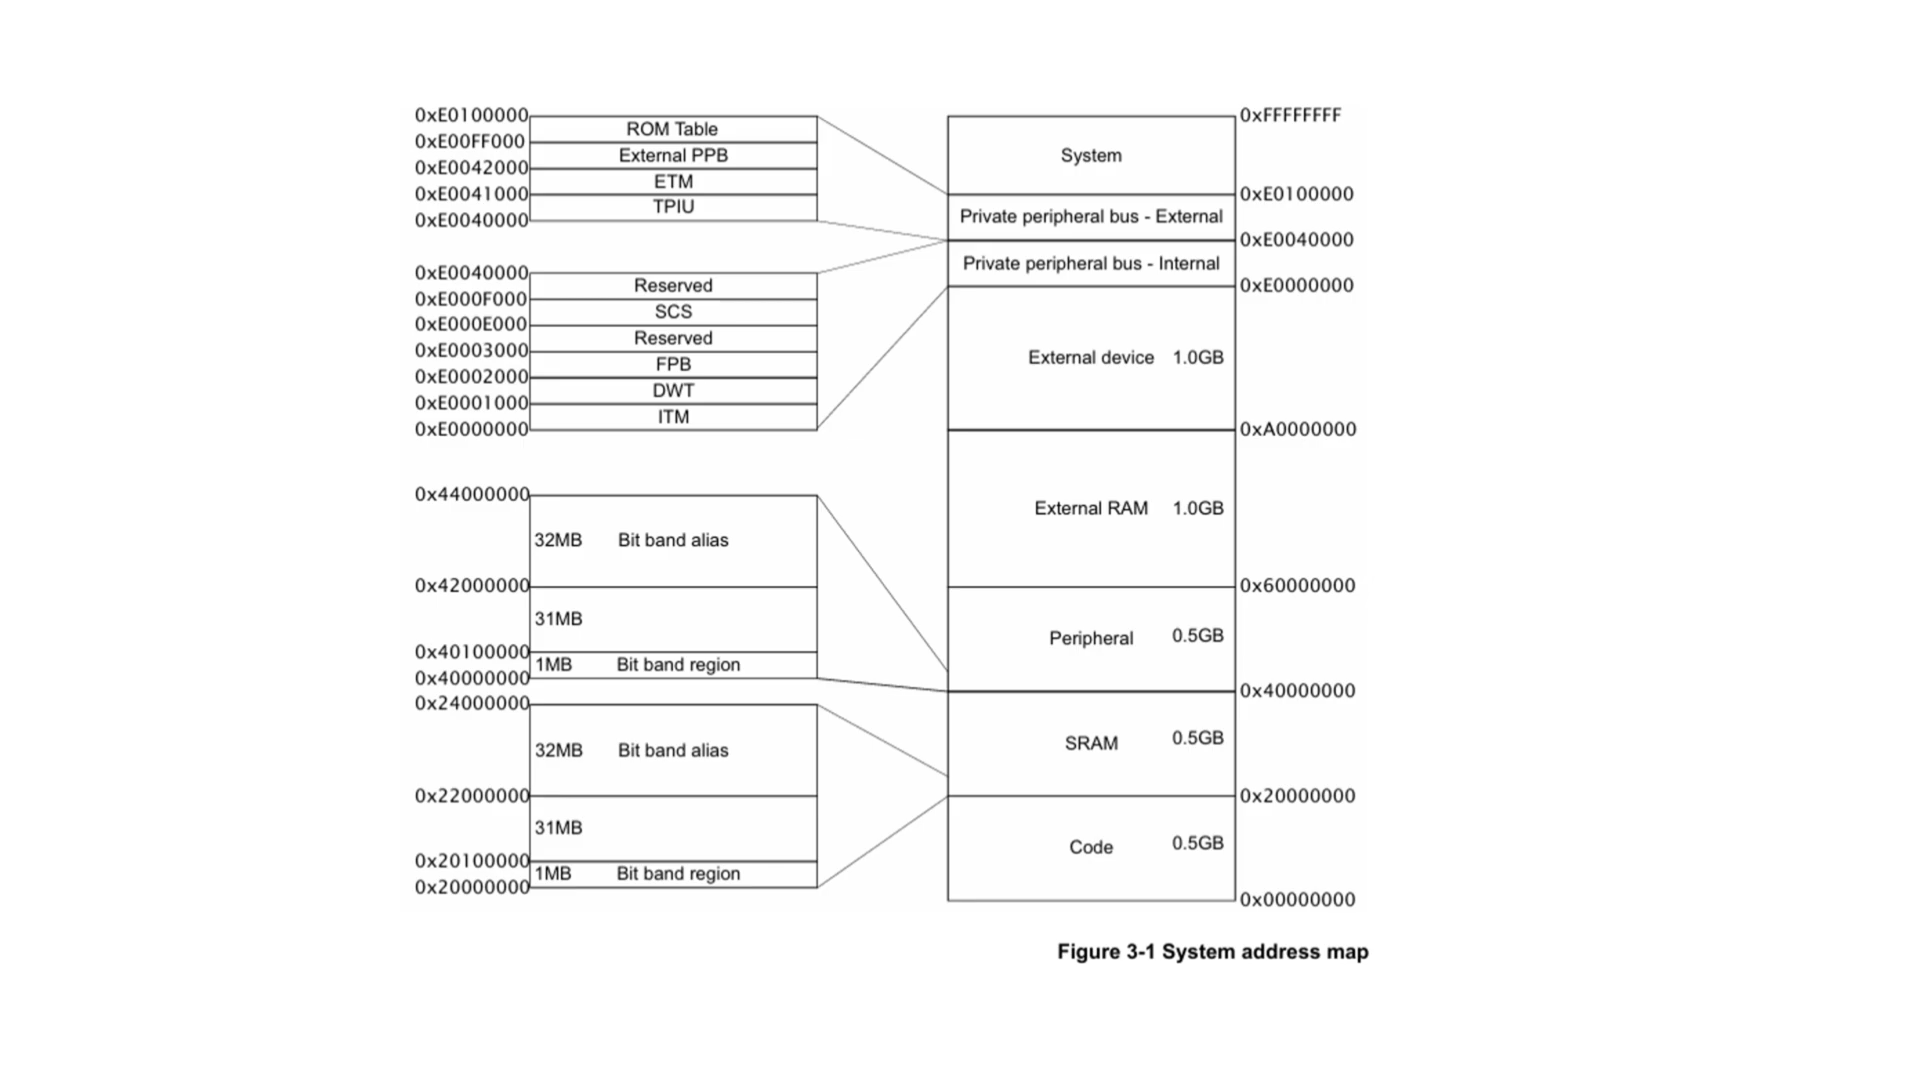 0xE0100000
ROM Table
0xE00FF000
External PPB
0xE0042000
ETM
0xE0041000
TPIU
0xE0040000
0xE0040000
Reserved
0xE000F000
SCS
0xE000E000
Reserved
0xE0003000
FPB
0xE0002000
DWT
0xE0001000
ITM
0xE0000000
0x44000000
32MB Bit band alias
0x42000000
31MB
0x40100000
1MB Bit band region
0x40000000
0x24000000
32MB Bit band alias
0x22000000
31MB
0x20100000
1MB Bit band region
0x20000000
0xFFFFFFFF
System
0xE0100000
Private peripheral bus - External
0xE0040000
Private peripheral bus - Internal
0xE0000000
External device 1.0GB
0xA0000000
External RAM 1.0GB
0x60000000
Peripheral 0.5GB
0x40000000
SRAM 0.5GB
0x20000000
Code 0.5GB
0x00000000
Figure 3-1 System address map